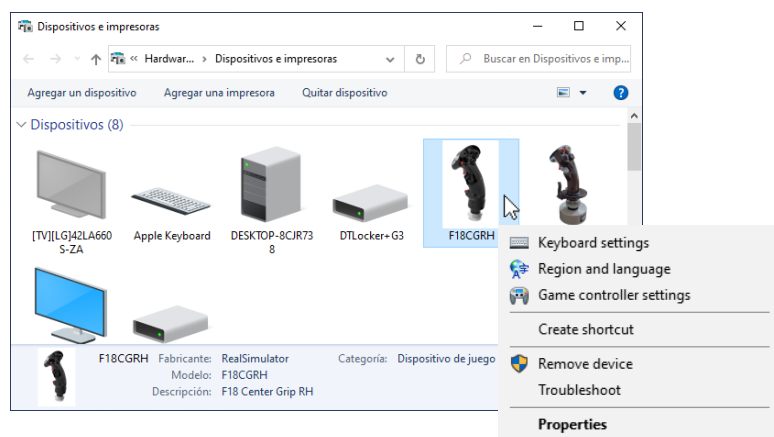 Dispositivos e impresoras
« Hardwar... > Dispositivos e impresoras
Buscar en Dispositivos e imp...
Agregar un dispositivo Agregar una impresora Quitar dispositivo
Dispositivos (8)
[TV][LG]42LA660
S-ZA
Apple Keyboard
DESKTOP-8CJR73
8
DTLocker+ G3
F18CGRH
Keyboard settings
Region and language
Game controller settings
Create shortcut
Remove device
Troubleshoot
Properties
F18CGRH Fabricante: RealSimulator Categoría: Dispositivo de juego
Modelo: F18CGRH
Descripción: F18 Center Grip RH